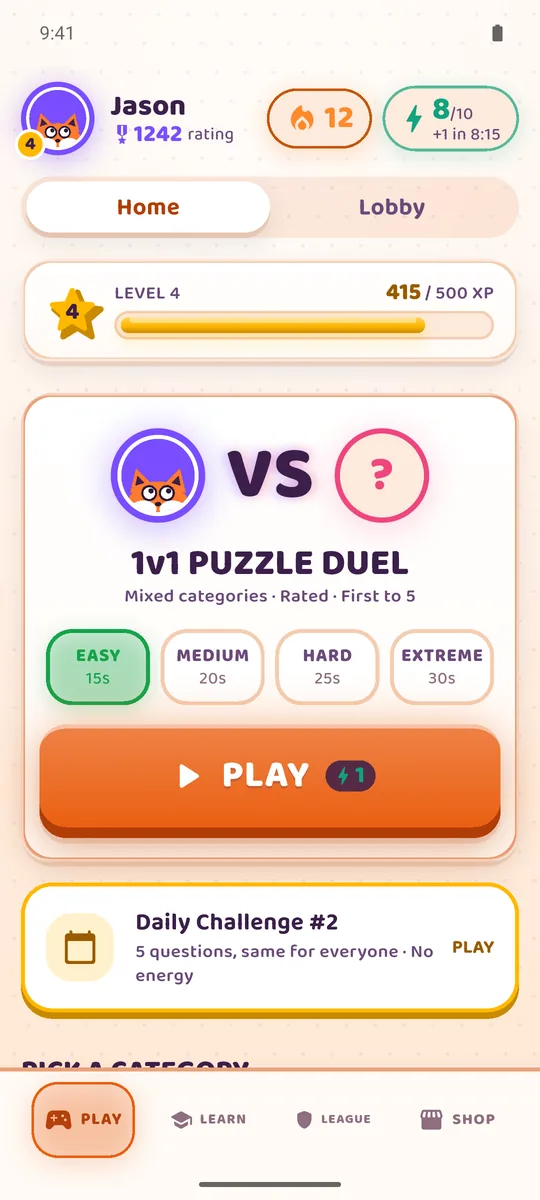 9:41
Jason
1242 rating
4
12
8/10
+1 in 8:15
Home
Lobby
4
LEVEL 4
415 / 500 XP
VS
?
1v1 PUZZLE DUEL
Mixed categories · Rated · First to 5
EASY
15s
MEDIUM
20s
HARD
25s
EXTREME
30s
PLAY
1
Daily Challenge #2
5 questions, same for everyone · No
energy
PLAY
PICK A CATEGORY
PLAY
LEARN
LEAGUE
SHOP